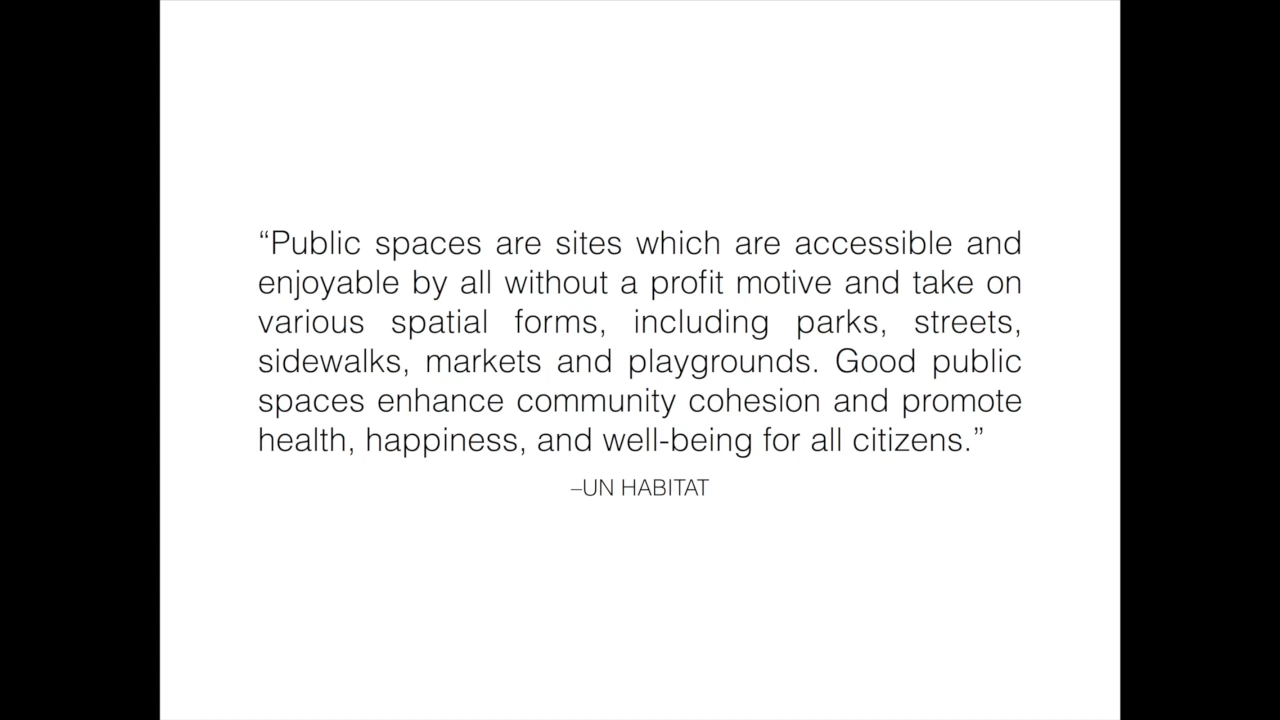 “Public spaces are sites which are accessible and
enjoyable by all without a profit motive and take on
various spatial forms, including parks, streets,
sidewalks, markets and playgrounds. Good public
spaces enhance community cohesion and promote
health, happiness, and well-being for all citizens.”
–UN HABITAT